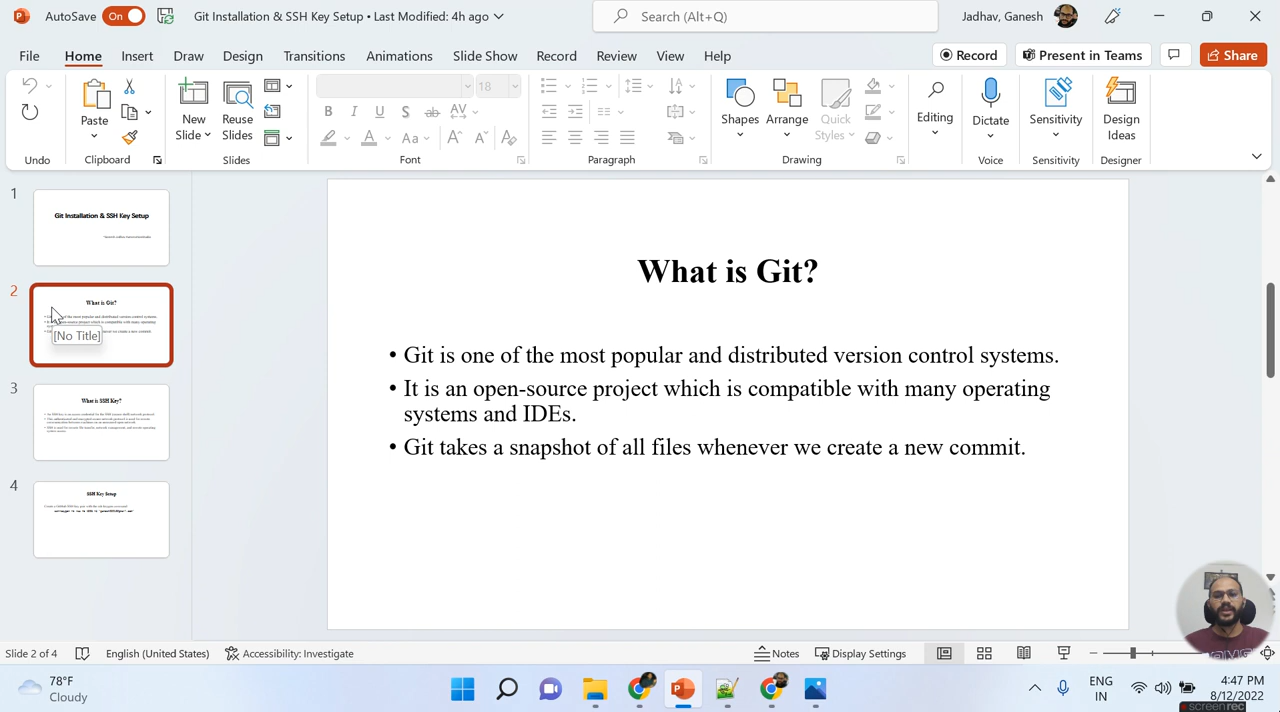 AutoSave On Git Installation & SSH Key Setup • Last Modified: 4h ago Search (Alt+Q) Jadhav, Ganesh
File Home Insert Draw Design Transitions Animations Slide Show Record Review View Help Record Present in Teams Share
18
Paste New Slide Reuse Slides Shapes Arrange Quick Styles Editing Dictate Sensitivity Design Ideas
Undo Clipboard Slides Font Paragraph Drawing Voice Sensitivity Designer
1
Git Installation & SSH Key Setup
2
What is Git?
[No Title]
3
What is SSH Key?
4
SSH Key Setup
What is Git?
• Git is one of the most popular and distributed version control systems.
• It is an open-source project which is compatible with many operating
systems and IDEs.
• Git takes a snapshot of all files whenever we create a new commit.
Slide 2 of 4 English (United States) Accessibility: Investigate Notes Display Settings
78°F
Cloudy
ENG
IN
4:47 PM
8/12/2022
screenrec